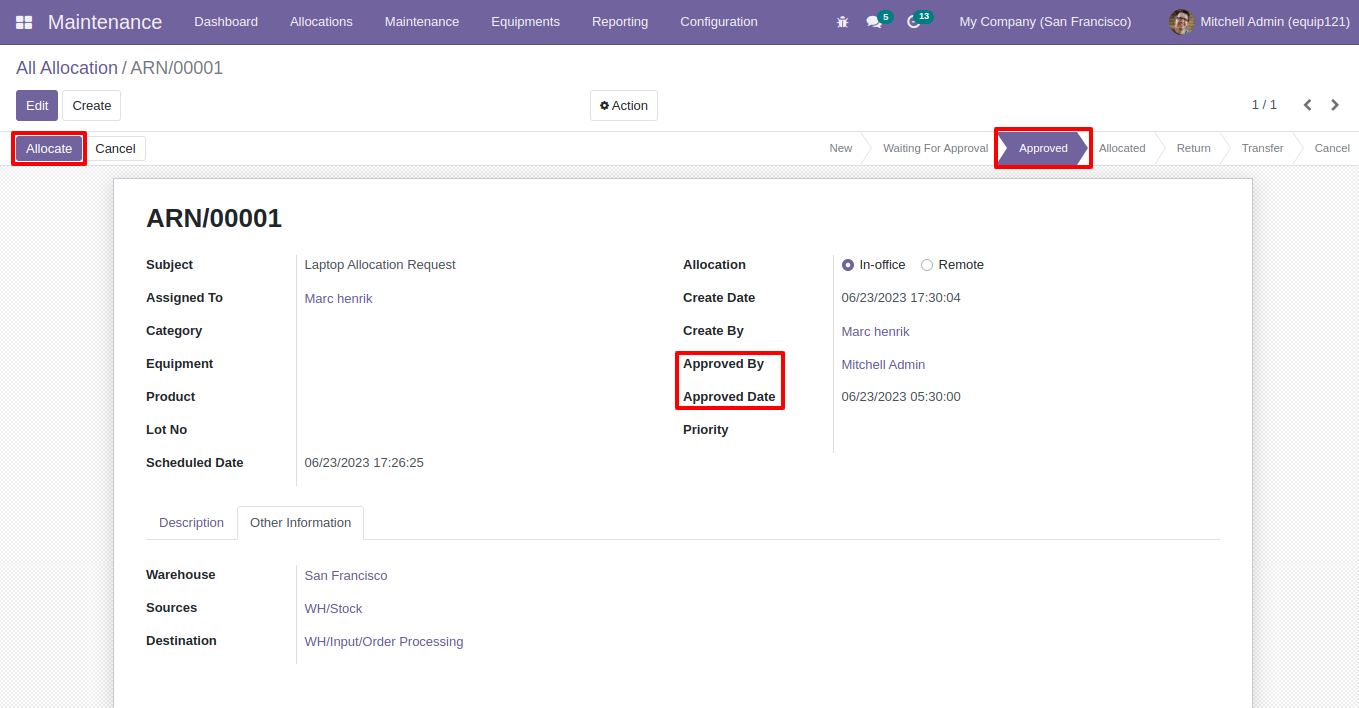 Maintenance Dashboard Allocations Maintenance Equipments Reporting Configuration 5 13 My Company (San Francisco) Mitchell Admin (equip121)
All Allocation / ARN/00001
Edit Create Action 1 / 1
Allocate Cancel New Waiting For Approval Approved Allocated Return Transfer Cancel
ARN/00001
Subject Laptop Allocation Request Allocation In-office Remote
Assigned To Marc henrik Create Date 06/23/2023 17:30:04
Category Create By Marc henrik
Equipment Approved By Mitchell Admin
Product Approved Date 06/23/2023 05:30:00
Lot No Priority
Scheduled Date 06/23/2023 17:26:25
Description Other Information
Warehouse San Francisco
Sources WH/Stock
Destination WH/Input/Order Processing